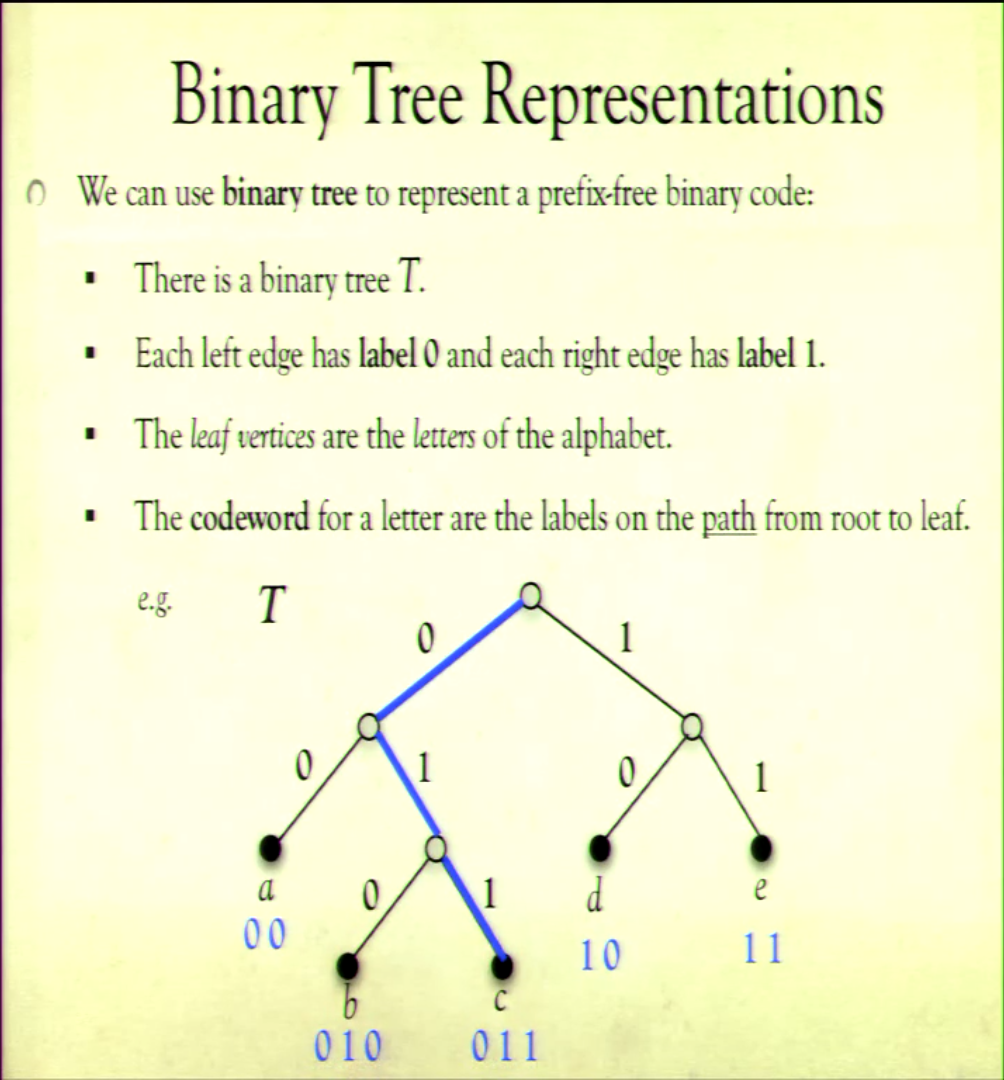 Binary Tree Representations
We can use binary tree to represent a prefix-free binary code:
▪ There is a binary tree T.
▪ Each left edge has label 0 and each right edge has label 1.
▪ The leaf vertices are the letters of the alphabet.
▪ The codeword for a letter are the labels on the path from root to leaf.
e.g. T
0 1
0 1 0 1
a d e
0 1
00 10 11
b c
010 011